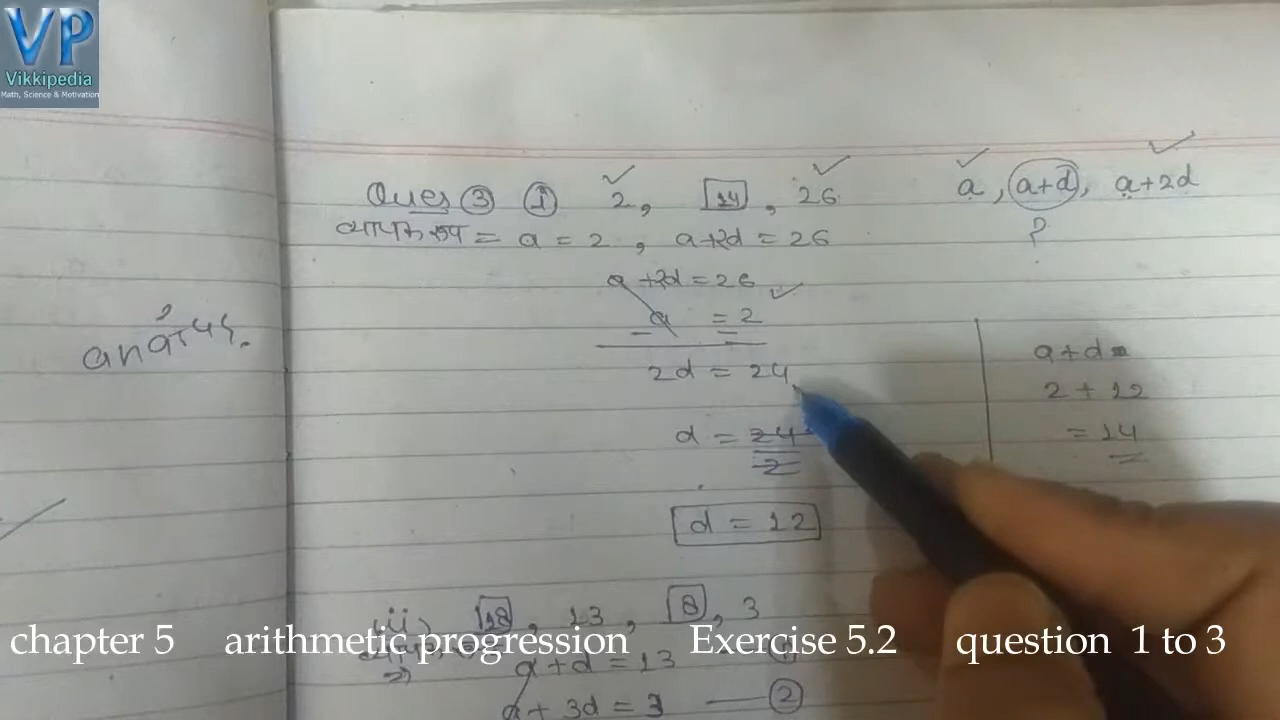 VP
Vikkipedia
Math, Science & Motivation
Ques ③ ① 2, 14, 26 a, a+d, a+2d
व्यापक रूप = a = 2, a+2d = 26 ?
a+2d = 26
- a = 2
2d = 24
d = 24/2
d = 12
a+d=
2 + 12
= 14
(ii) 18, 13, 8, 3
a + d = 13
a + 3d = 3 — ②
chapter 5 arithmetic progression Exercise 5.2 question 1 to 3